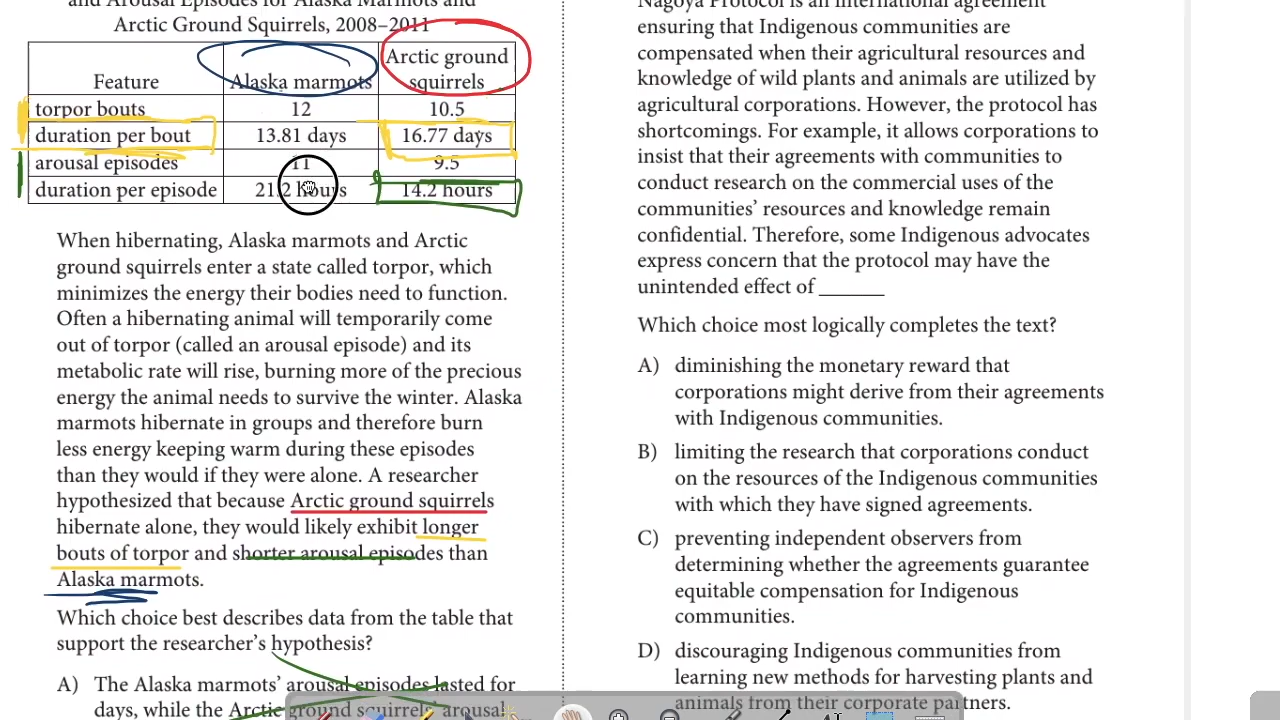 and Arousal Episodes for Alaska Marmots and
Arctic Ground Squirrels, 2008–2011
Feature Alaska marmots Arctic ground squirrels
torpor bouts 12 10.5
duration per bout 13.81 days 16.77 days
arousal episodes 11 9.5
duration per episode 21.2 hours 14.2 hours
When hibernating, Alaska marmots and Arctic
ground squirrels enter a state called torpor, which
minimizes the energy their bodies need to function.
Often a hibernating animal will temporarily come
out of torpor (called an arousal episode) and its
metabolic rate will rise, burning more of the precious
energy the animal needs to survive the winter. Alaska
marmots hibernate in groups and therefore burn
less energy keeping warm during these episodes
than they would if they were alone. A researcher
hypothesized that because Arctic ground squirrels
hibernate alone, they would likely exhibit longer
bouts of torpor and shorter arousal episodes than
Alaska marmots.
Which choice best describes data from the table that
support the researcher’s hypothesis?
A) The Alaska marmots’ arousal episodes lasted for
days, while the Arctic ground squirrels’ arousal
Nagoya Protocol is an international agreement
ensuring that Indigenous communities are
compensated when their agricultural resources and
knowledge of wild plants and animals are utilized by
agricultural corporations. However, the protocol has
shortcomings. For example, it allows corporations to
insist that their agreements with communities to
conduct research on the commercial uses of the
communities’ resources and knowledge remain
confidential. Therefore, some Indigenous advocates
express concern that the protocol may have the
unintended effect of ______
Which choice most logically completes the text?
A) diminishing the monetary reward that
corporations might derive from their agreements
with Indigenous communities.
B) limiting the research that corporations conduct
on the resources of the Indigenous communities
with which they have signed agreements.
C) preventing independent observers from
determining whether the agreements guarantee
equitable compensation for Indigenous
communities.
D) discouraging Indigenous communities from
learning new methods for harvesting plants and
animals from their corporate partners.